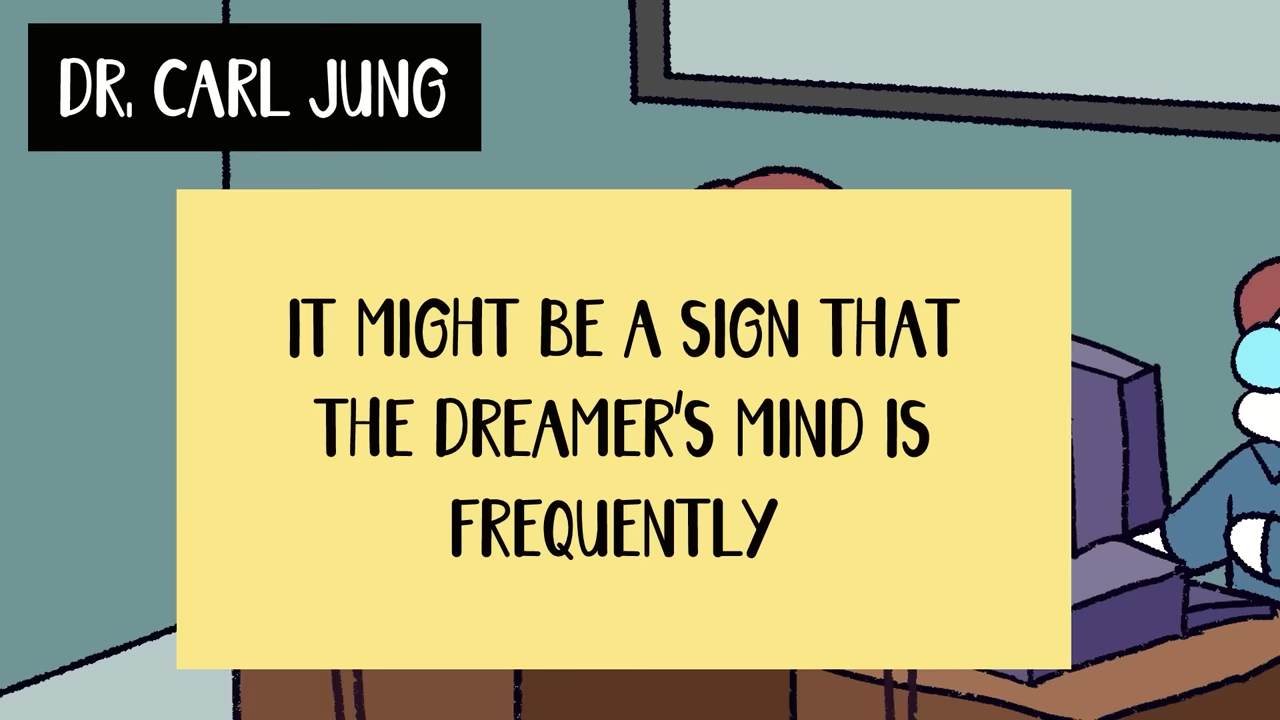 DR. CARL JUNG
IT MIGHT BE A SIGN THAT
THE DREAMER'S MIND IS
FREQUENTLY